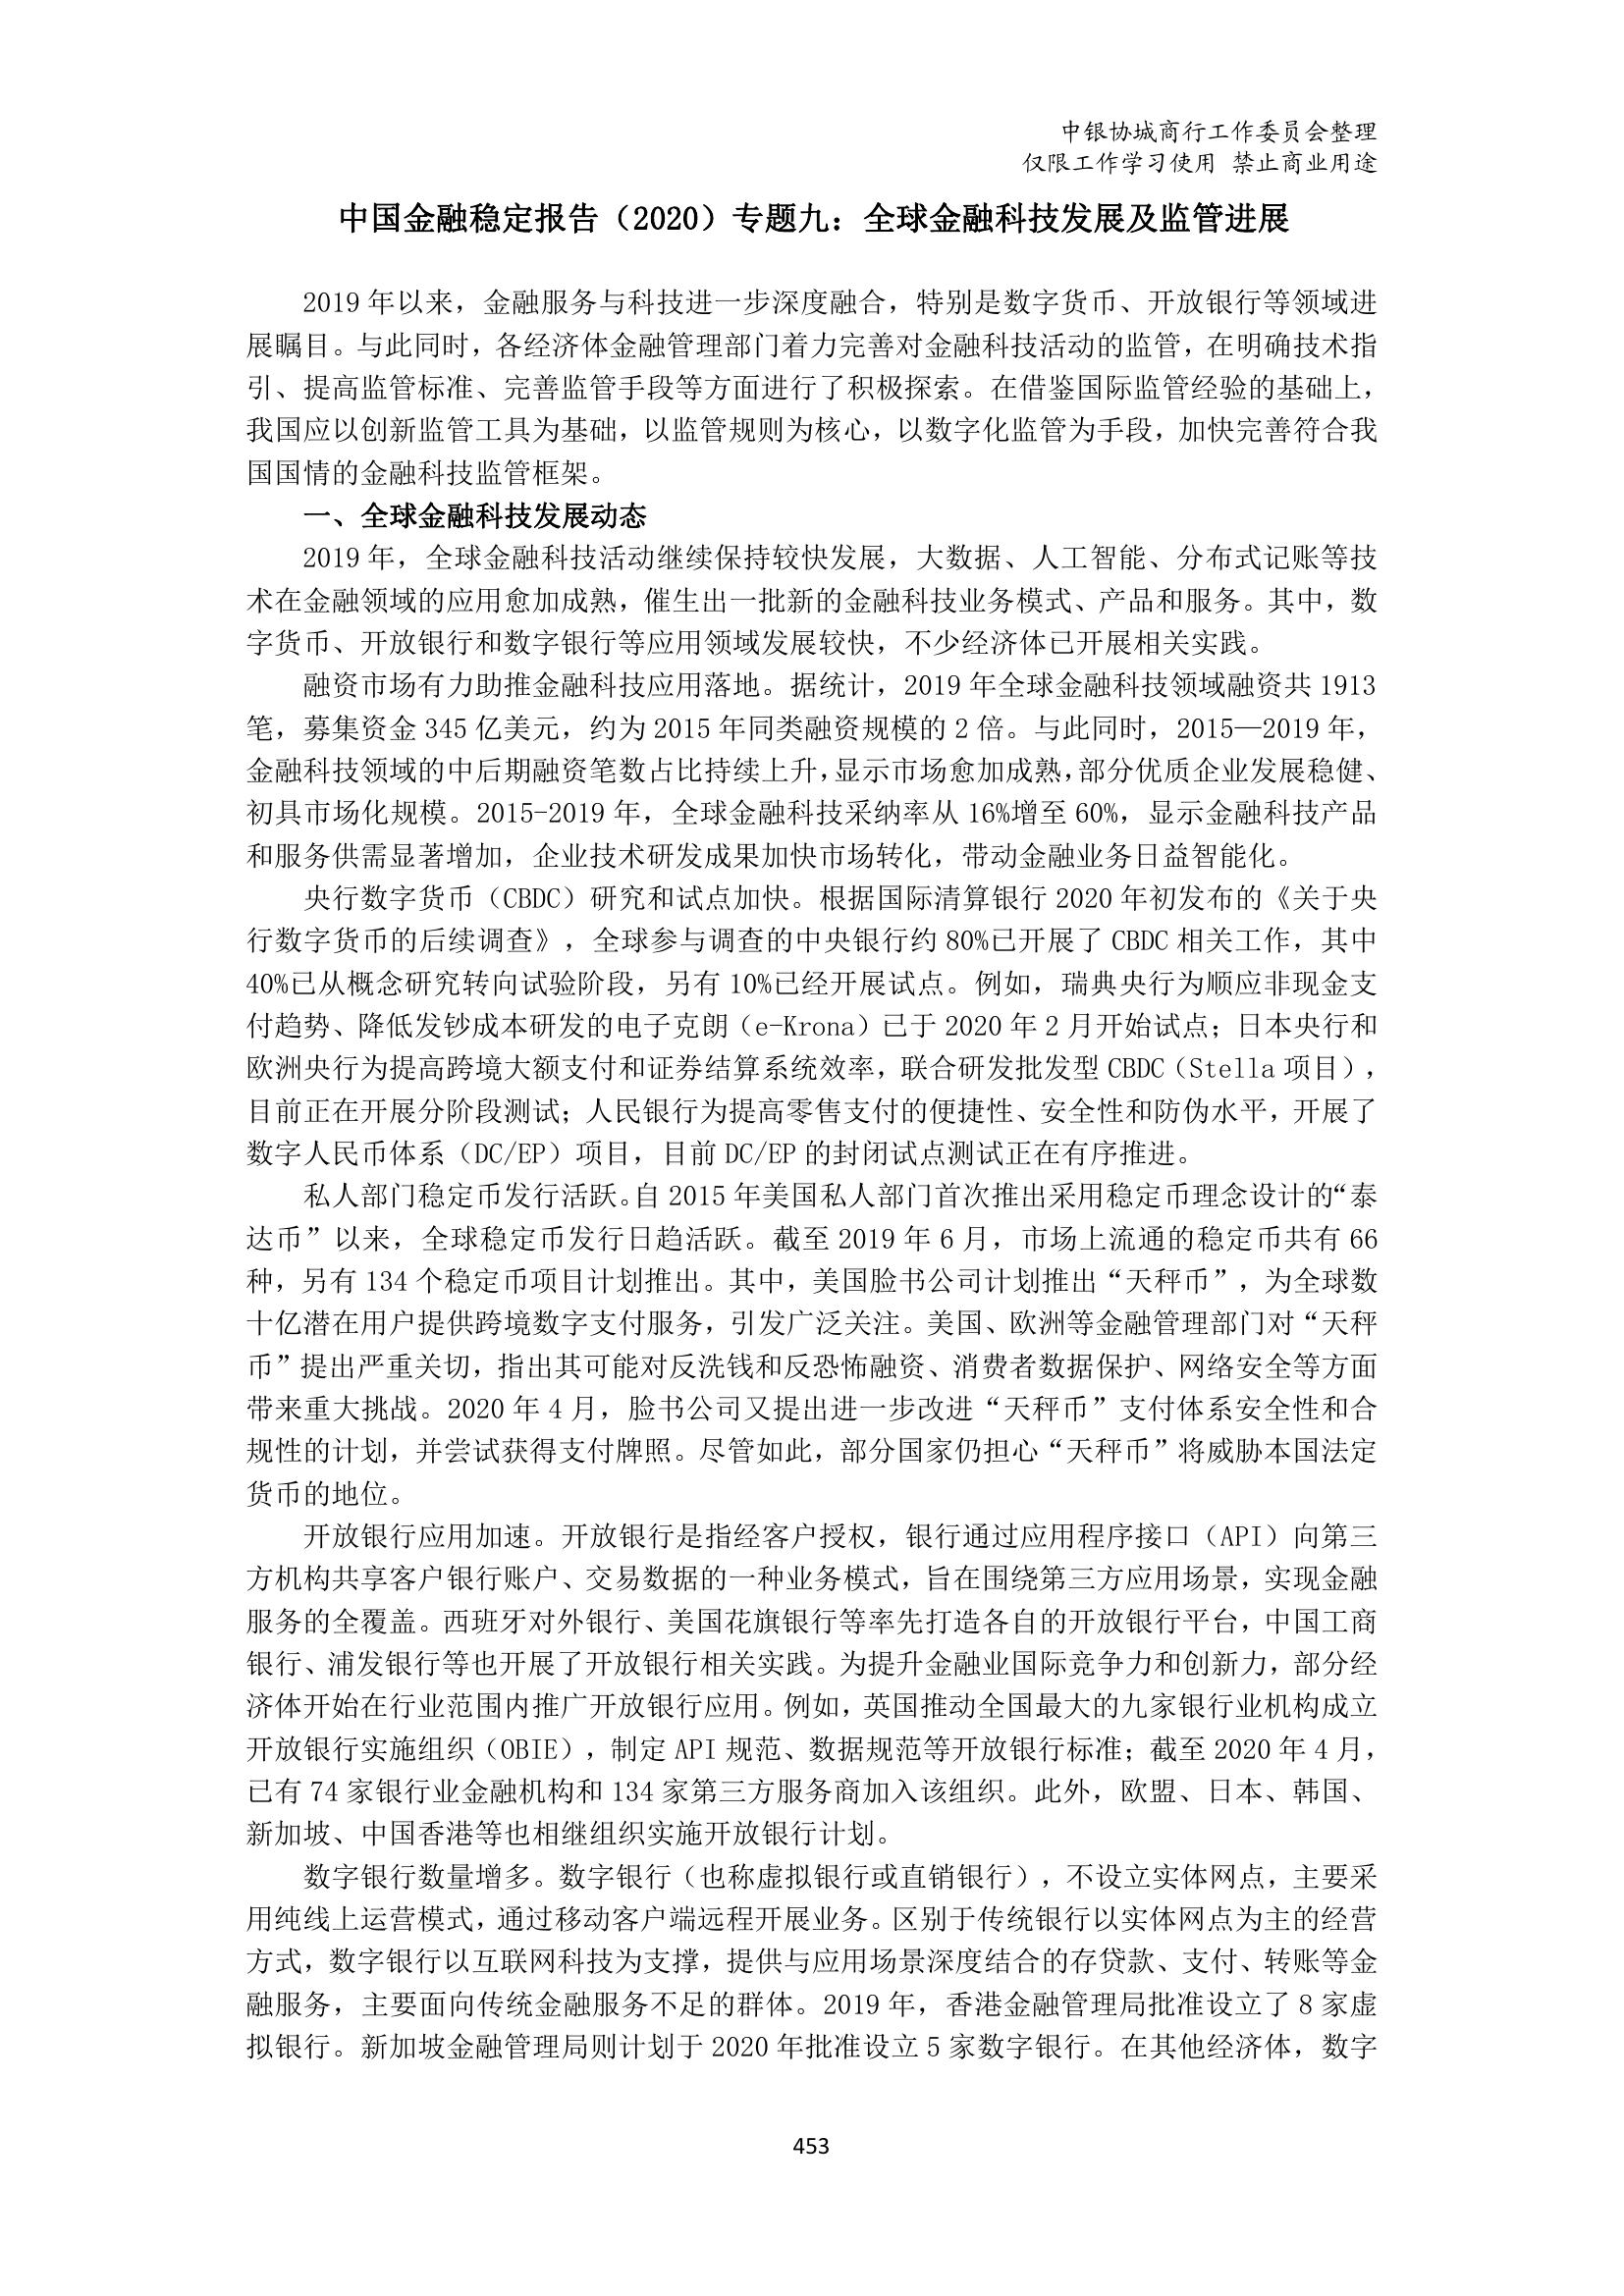 中银协城商行工作委员会整理
仅限工作学习使用 禁止商业用途
中国金融稳定报告（2020）专题九：全球金融科技发展及监管进展
2019 年以来，金融服务与科技进一步深度融合，特别是数字货币、开放银行等领域进
展瞩目。与此同时，各经济体金融管理部门着力完善对金融科技活动的监管，在明确技术指
引、提高监管标准、完善监管手段等方面进行了积极探索。在借鉴国际监管经验的基础上，
我国应以创新监管工具为基础，以监管规则为核心，以数字化监管为手段，加快完善符合我
国国情的金融科技监管框架。
一、全球金融科技发展动态
2019 年，全球金融科技活动继续保持较快发展，大数据、人工智能、分布式记账等技
术在金融领域的应用愈加成熟，催生出一批新的金融科技业务模式、产品和服务。其中，数
字货币、开放银行和数字银行等应用领域发展较快，不少经济体已开展相关实践。
融资市场有力助推金融科技应用落地。据统计，2019 年全球金融科技领域融资共 1913
笔，募集资金 345 亿美元，约为 2015 年同类融资规模的 2 倍。与此同时，2015—2019 年，
金融科技领域的中后期融资笔数占比持续上升，显示市场愈加成熟，部分优质企业发展稳健、
初具市场化规模。2015-2019 年，全球金融科技采纳率从 16%增至 60%，显示金融科技产品
和服务供需显著增加，企业技术研发成果加快市场转化，带动金融业务日益智能化。
央行数字货币（CBDC）研究和试点加快。根据国际清算银行 2020 年初发布的《关于央
行数字货币的后续调查》，全球参与调查的中央银行约 80%已开展了 CBDC 相关工作，其中
40%已从概念研究转向试验阶段，另有 10%已经开展试点。例如，瑞典央行为顺应非现金支
付趋势、降低发钞成本研发的电子克朗（e-Krona）已于 2020 年 2 月开始试点；日本央行和
欧洲央行为提高跨境大额支付和证券结算系统效率，联合研发批发型 CBDC（Stella 项目），
目前正在开展分阶段测试；人民银行为提高零售支付的便捷性、安全性和防伪水平，开展了
数字人民币体系（DC/EP）项目，目前 DC/EP 的封闭试点测试正在有序推进。
私人部门稳定币发行活跃。自 2015 年美国私人部门首次推出采用稳定币理念设计的“泰
达币”以来，全球稳定币发行日趋活跃。截至 2019 年 6 月，市场上流通的稳定币共有 66
种，另有 134 个稳定币项目计划推出。其中，美国脸书公司计划推出“天秤币”，为全球数
十亿潜在用户提供跨境数字支付服务，引发广泛关注。美国、欧洲等金融管理部门对“天秤
币”提出严重关切，指出其可能对反洗钱和反恐怖融资、消费者数据保护、网络安全等方面
带来重大挑战。2020 年 4 月，脸书公司又提出进一步改进“天秤币”支付体系安全性和合
规性的计划，并尝试获得支付牌照。尽管如此，部分国家仍担心“天秤币”将威胁本国法定
货币的地位。
开放银行应用加速。开放银行是指经客户授权，银行通过应用程序接口（API）向第三
方机构共享客户银行账户、交易数据的一种业务模式，旨在围绕第三方应用场景，实现金融
服务的全覆盖。西班牙对外银行、美国花旗银行等率先打造各自的开放银行平台，中国工商
银行、浦发银行等也开展了开放银行相关实践。为提升金融业国际竞争力和创新力，部分经
济体开始在行业范围内推广开放银行应用。例如，英国推动全国最大的九家银行业机构成立
开放银行实施组织（OBIE），制定 API 规范、数据规范等开放银行标准；截至 2020 年 4 月，
已有 74 家银行业金融机构和 134 家第三方服务商加入该组织。此外，欧盟、日本、韩国、
新加坡、中国香港等也相继组织实施开放银行计划。
数字银行数量增多。数字银行（也称虚拟银行或直销银行），不设立实体网点，主要采
用纯线上运营模式，通过移动客户端远程开展业务。区别于传统银行以实体网点为主的经营
方式，数字银行以互联网科技为支撑，提供与应用场景深度结合的存贷款、支付、转账等金
融服务，主要面向传统金融服务不足的群体。2019 年，香港金融管理局批准设立了 8 家虚
拟银行。新加坡金融管理局则计划于 2020 年批准设立 5 家数字银行。在其他经济体，数字
453